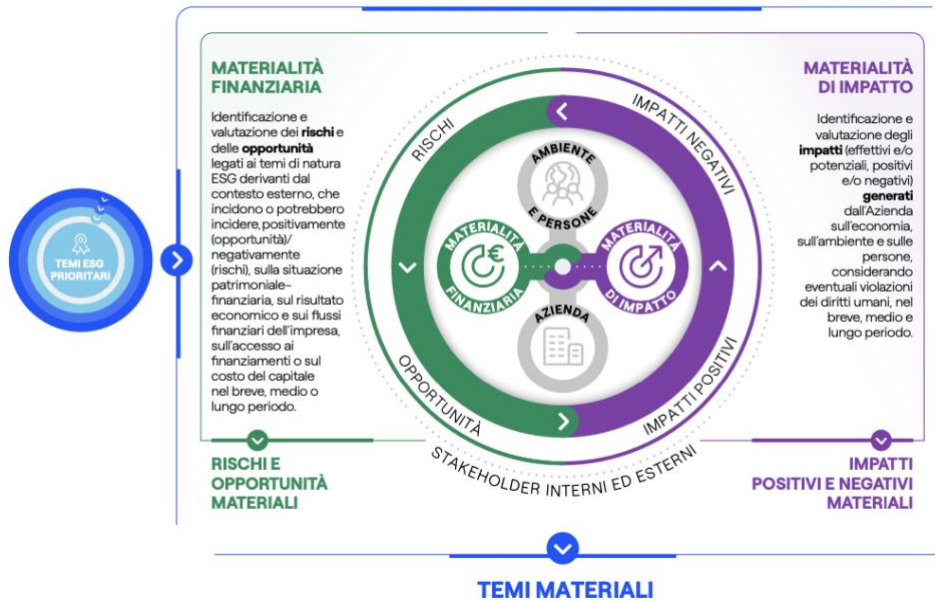 TEMI ESG
PRIORITARI
MATERIALITÀ
FINANZIARIA
Identificazione e
valutazione dei rischi e
delle opportunità
legati ai temi di natura
ESG derivanti dal
contesto esterno, che
incidono o potrebbero
incidere, positivamente
(opportunità)/
negativamente
(rischi), sulla situazione
patrimoniale-
finanziaria, sul risultato
economico e sui flussi
finanziari dell'impresa,
sull'accesso ai
finanziamenti o sul
costo del capitale
nel breve, medio o
lungo periodo.
RISCHI E
OPPORTUNITÀ
MATERIALI
RISCHI
IMPATTI NEGATIVI
AMBIENTE
E PERSONE
MATERIALITÀ
FINANZIARIA
€
MATERIALITÀ
DI IMPATTO
AZIENDA
OPPORTUNITÀ
IMPATTI POSITIVI
STAKEHOLDER INTERNI ED ESTERNI
MATERIALITÀ
DI IMPATTO
Identificazione e
valutazione degli
impatti (effettivi e/o
potenziali, positivi
e/o negativi)
generati
dall'Azienda
sull'economia,
sull'ambiente e sulle
persone,
considerando
eventuali violazioni
dei diritti umani, nel
breve, medio e
lungo periodo.
IMPATTI
POSITIVI E NEGATIVI
MATERIALI
TEMI MATERIALI